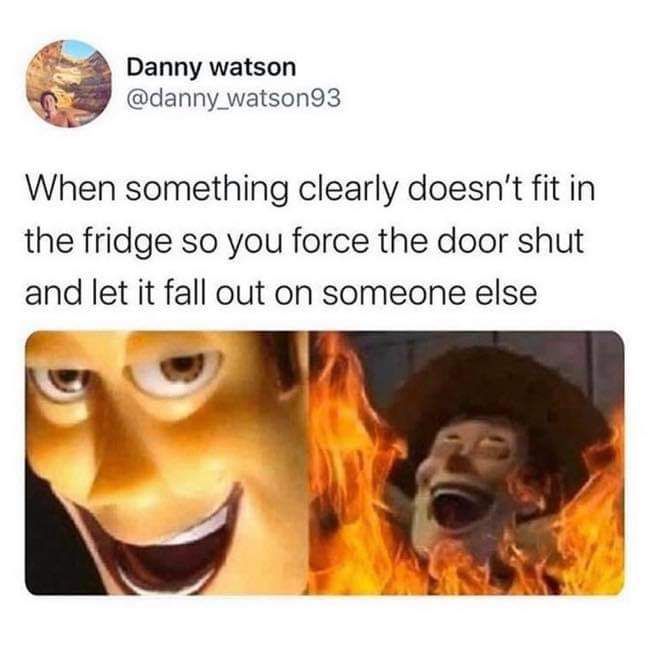 Danny watson
@danny_watson93
When something clearly doesn't fit in
the fridge so you force the door shut
and let it fall out on someone else